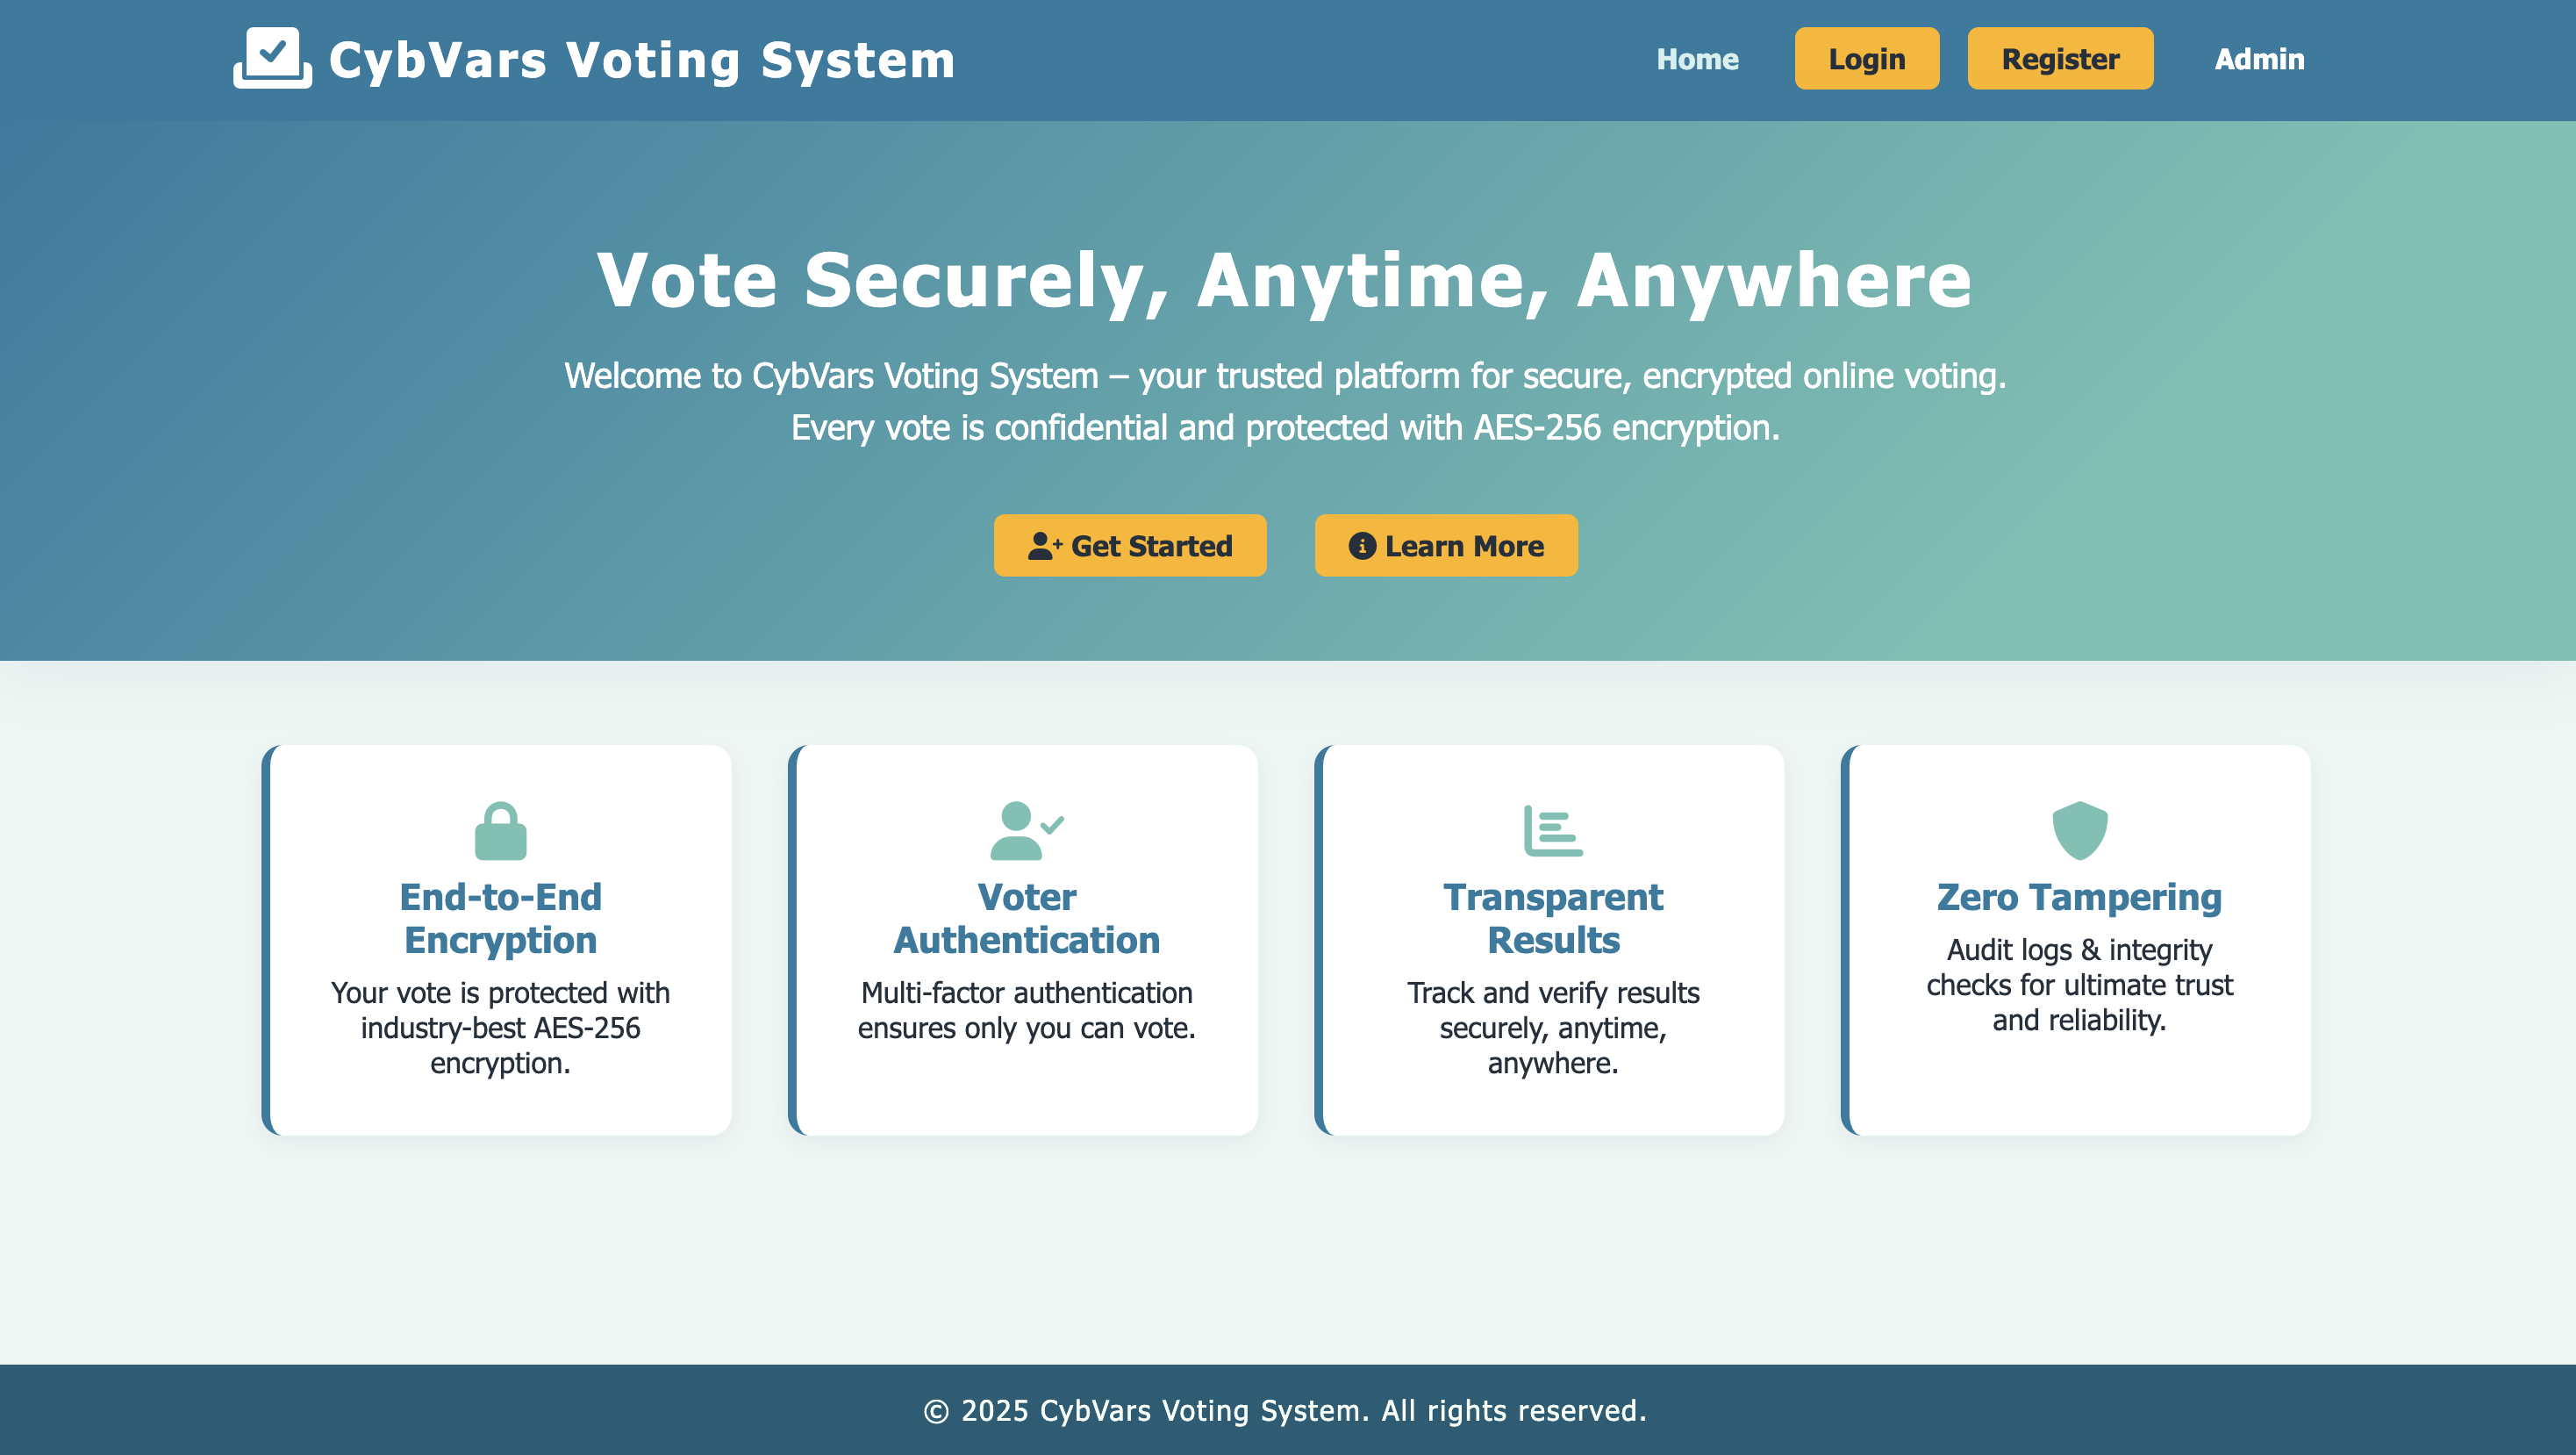 CybVars Voting System
Home
Login
Register
Admin
Vote Securely, Anytime, Anywhere
Welcome to CybVars Voting System – your trusted platform for secure, encrypted online voting.
Every vote is confidential and protected with AES-256 encryption.
Get Started
Learn More
End-to-End
Encryption
Your vote is protected with
industry-best AES-256
encryption.
Voter
Authentication
Multi-factor authentication
ensures only you can vote.
Transparent
Results
Track and verify results
securely, anytime,
anywhere.
Zero Tampering
Audit logs & integrity
checks for ultimate trust
and reliability.
© 2025 CybVars Voting System. All rights reserved.